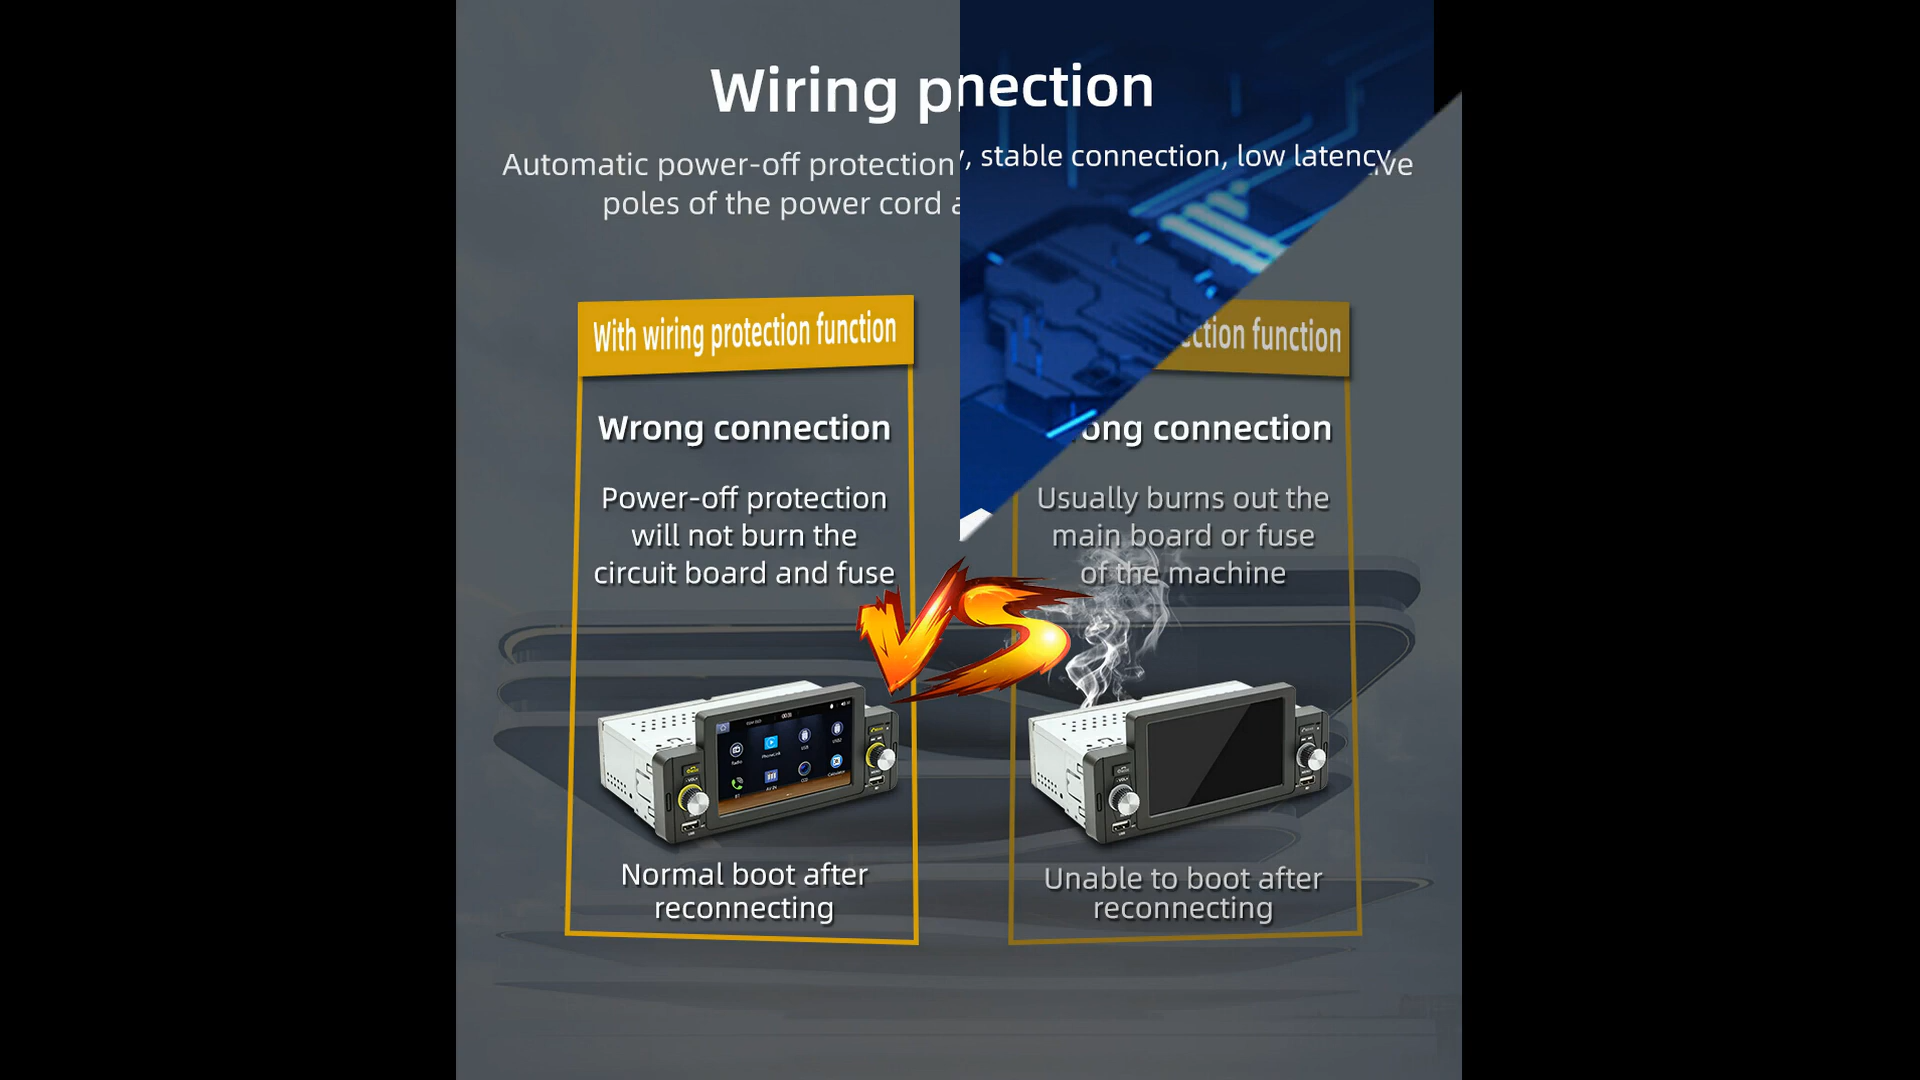 Wiring p
nection
Automatic power-off protection
, stable connection, low latency
ve
poles of the power cord a
With wiring protection function
ction function
Wrong connection
ong connection
Power-off protection
will not burn the
circuit board and fuse
Usually burns out the
main board or fuse
of the machine
VS
Normal boot after
reconnecting
Unable to boot after
reconnecting